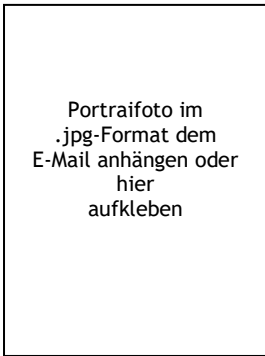 Portraifoto im
.jpg-Format dem
E-Mail anhängen oder
hier
aufkleben